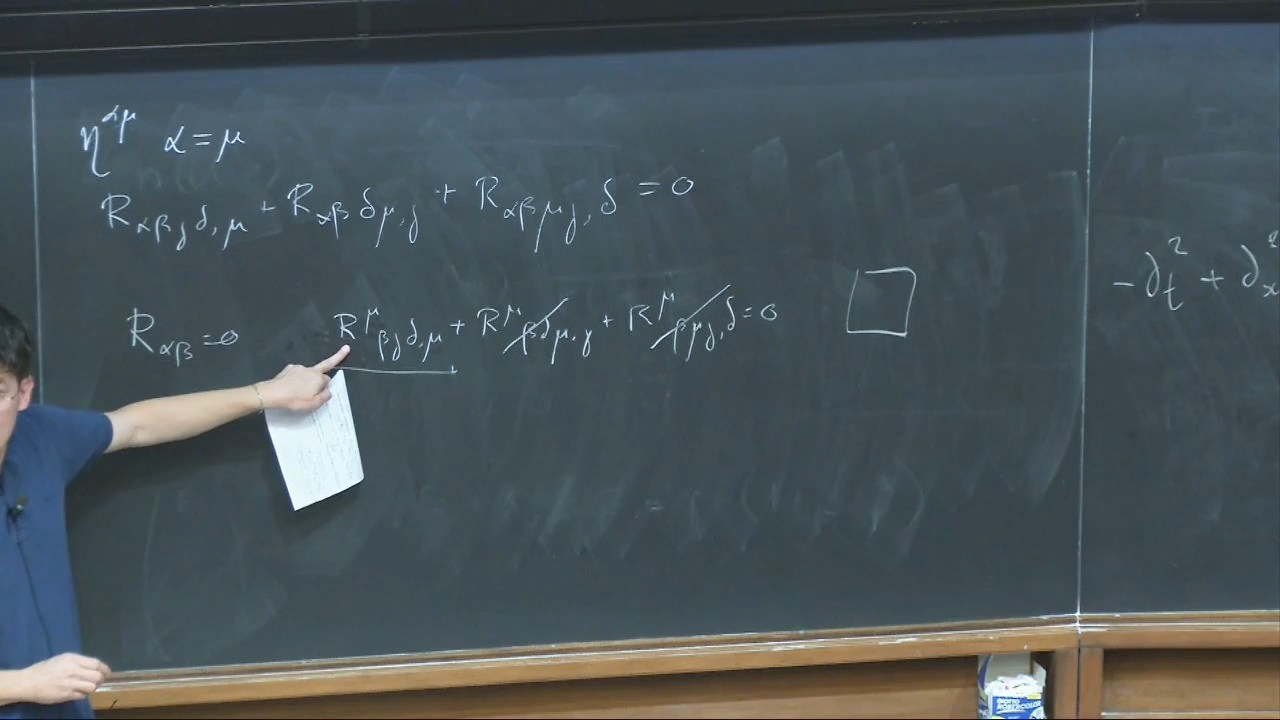 η^{αμ} α = μ
R_{αβγδ,μ} + R_{αβδμ,γ} + R_{αβμγ,δ} = 0
R_{αβ} = 0 R^μ_{βγδ,μ} + R^μ_{βδμ,γ} + R^μ_{βμγ,δ} = 0 □
-∂_t^2 + ∂_x^2